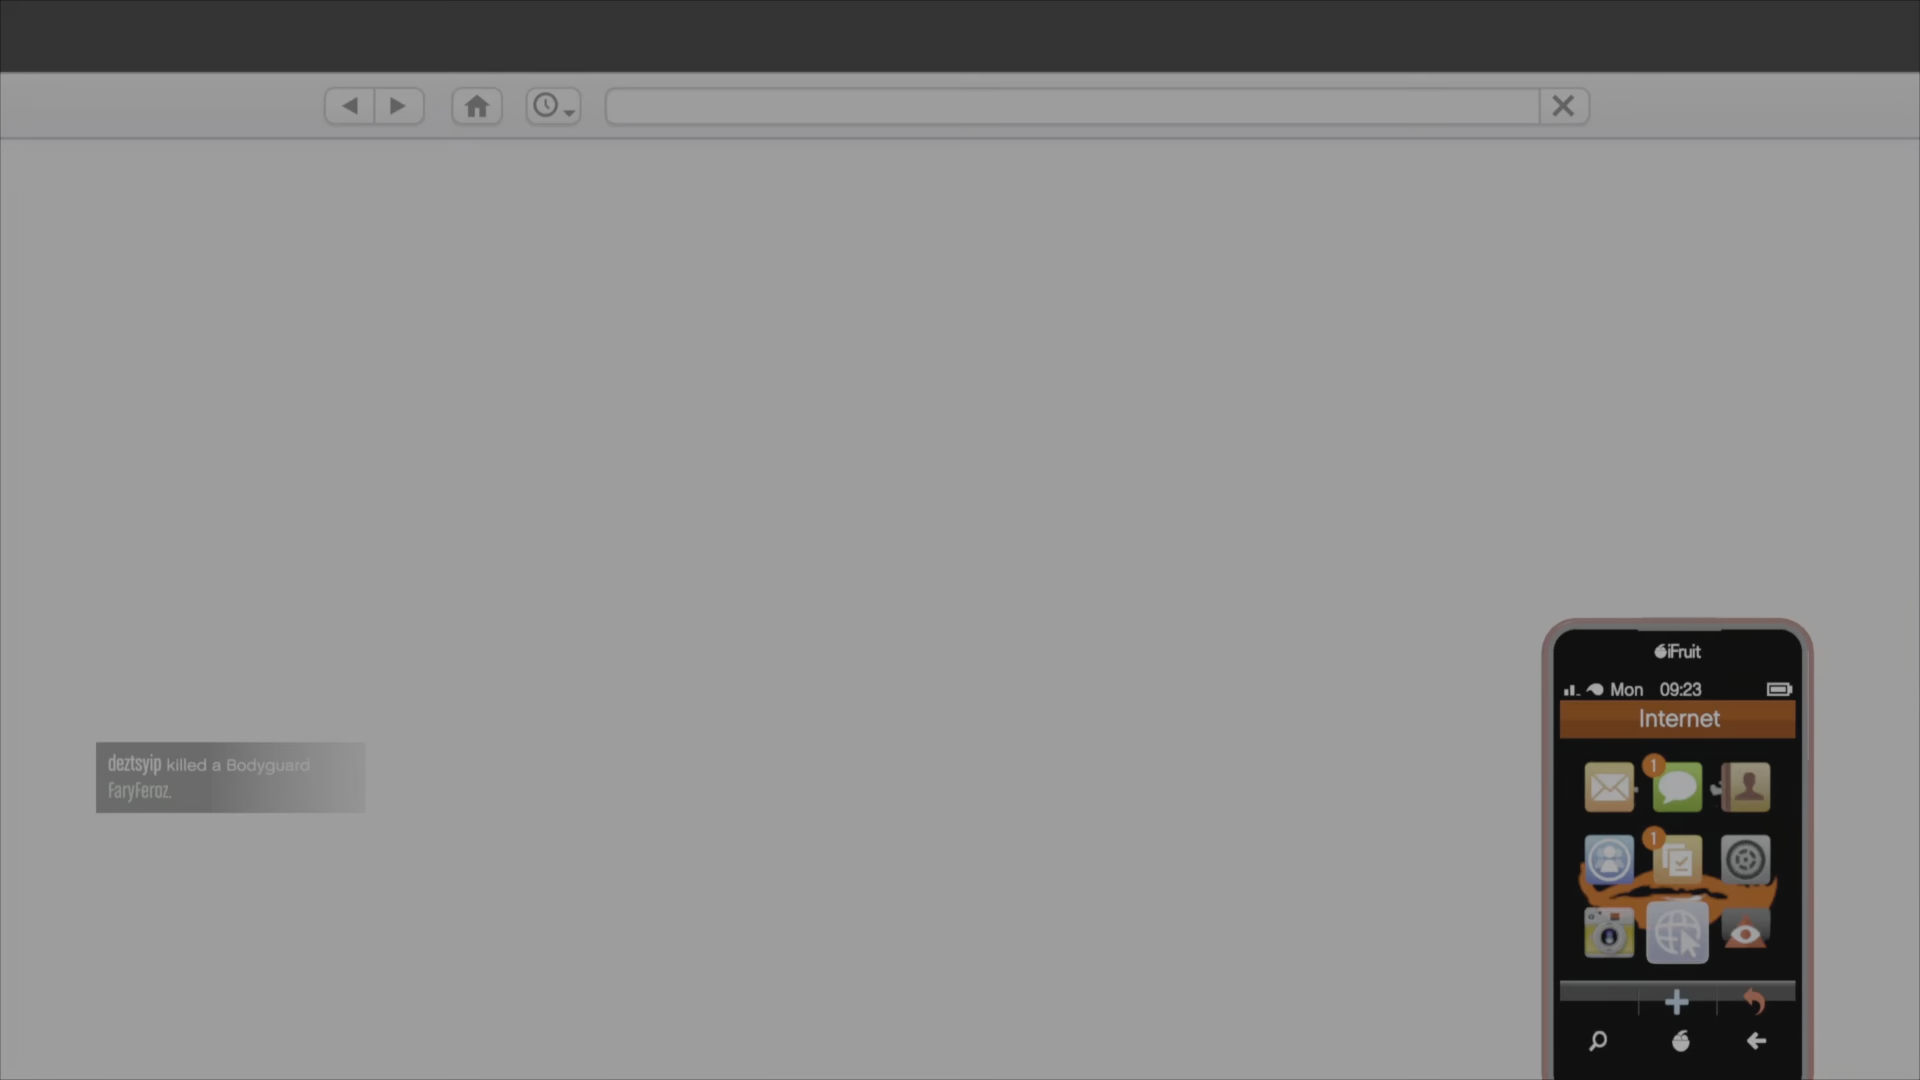 iFruit
Mon 09:23
Internet
1
deztsyip killed a Bodyguard
FaryFeroz.
1